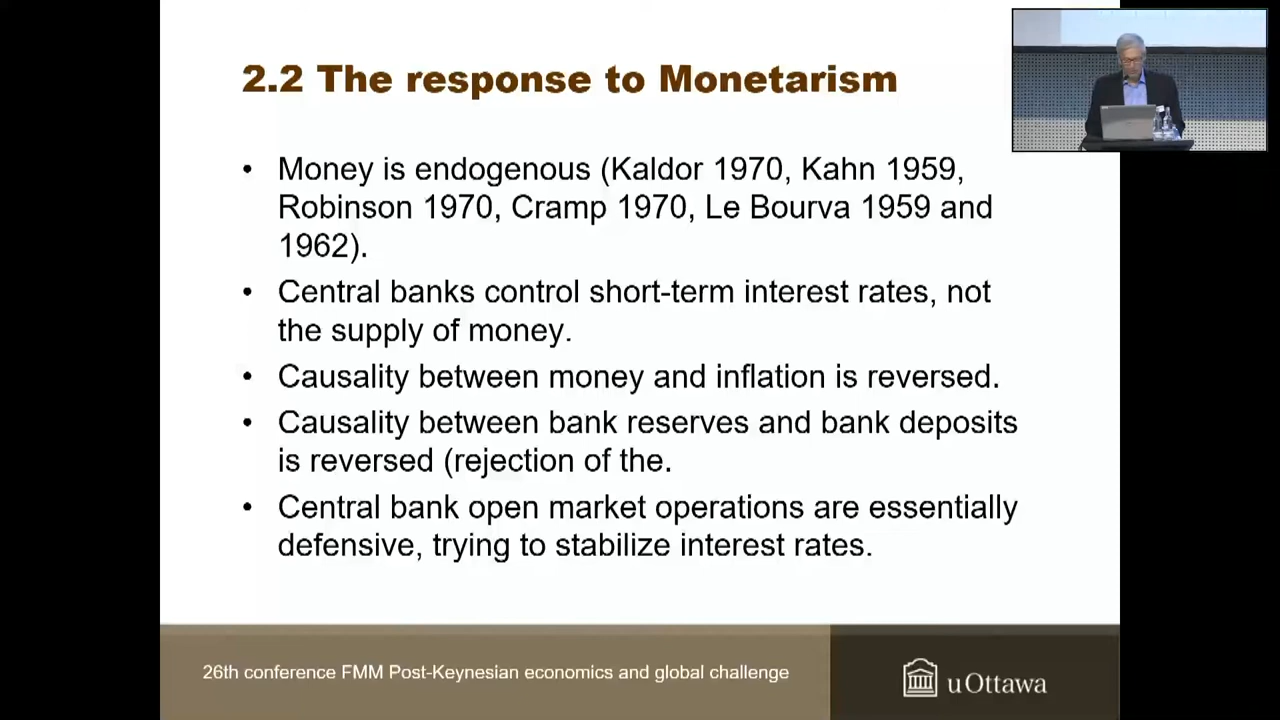 2.2 The response to Monetarism
• Money is endogenous (Kaldor 1970, Kahn 1959,
Robinson 1970, Cramp 1970, Le Bourva 1959 and
1962).
• Central banks control short-term interest rates, not
the supply of money.
• Causality between money and inflation is reversed.
• Causality between bank reserves and bank deposits
is reversed (rejection of the.
• Central bank open market operations are essentially
defensive, trying to stabilize interest rates.
26th conference FMM Post-Keynesian economics and global challenge
uOttawa